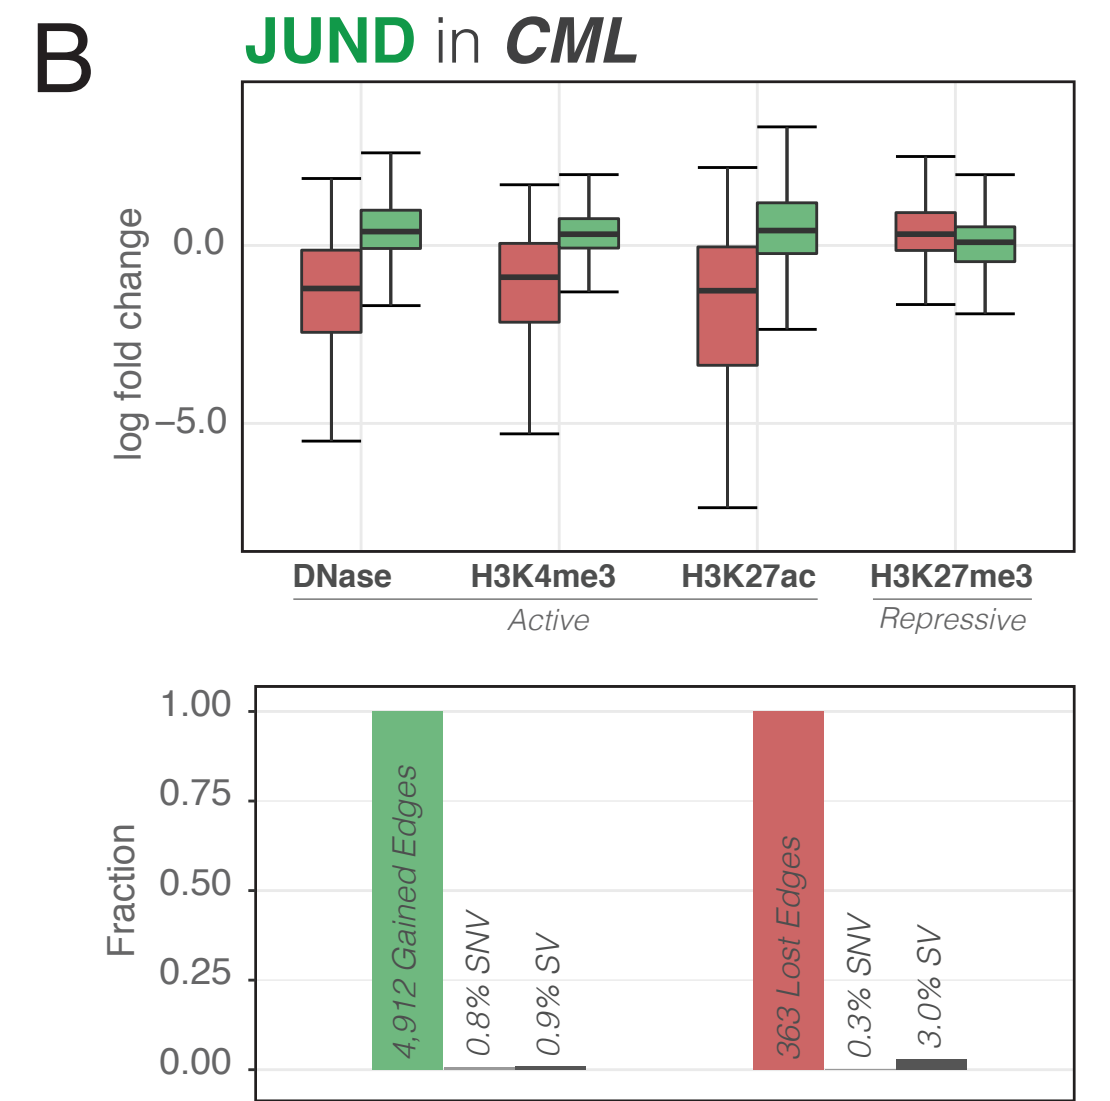 B
JUND in CML
log fold change
0.0
−5.0
DNase H3K4me3 H3K27ac H3K27me3
Active Repressive
Fraction
1.00
0.75
0.50
0.25
0.00
4,912 Gained Edges
0.8% SNV
0.9% SV
363 Lost Edges
0.3% SNV
3.0% SV